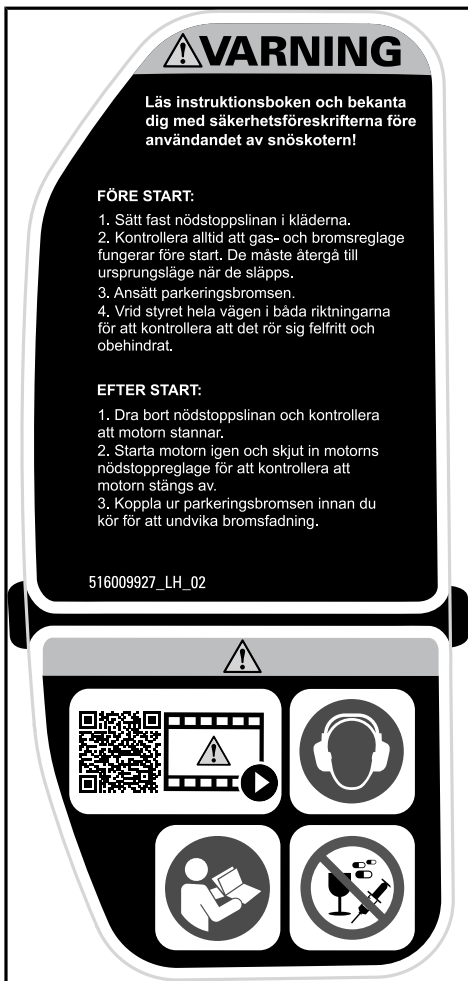 VARNING
Läs instruktionsboken och bekanta
dig med säkerhetsföreskrifterna före
användandet av snöskotern!
FÖRE START:
1. Sätt fast nödstoppslinan i kläderna.
2. Kontrollera alltid att gas- och bromsreglage
fungerar före start. De måste återgå till
ursprungsläge när de släpps.
3. Ansätt parkeringsbromsen.
4. Vrid styret hela vägen i båda riktningarna
för att kontrollera att det rör sig felfritt och
obehindrat.
EFTER START:
1. Dra bort nödstoppslinan och kontrollera
att motorn stannar.
2. Starta motorn igen och skjut in motorns
nödstoppreglage för att kontrollera att
motorn stängs av.
3. Koppla ur parkeringsbromsen innan du
kör för att undvika bromsfadning.
516009927_LH_02